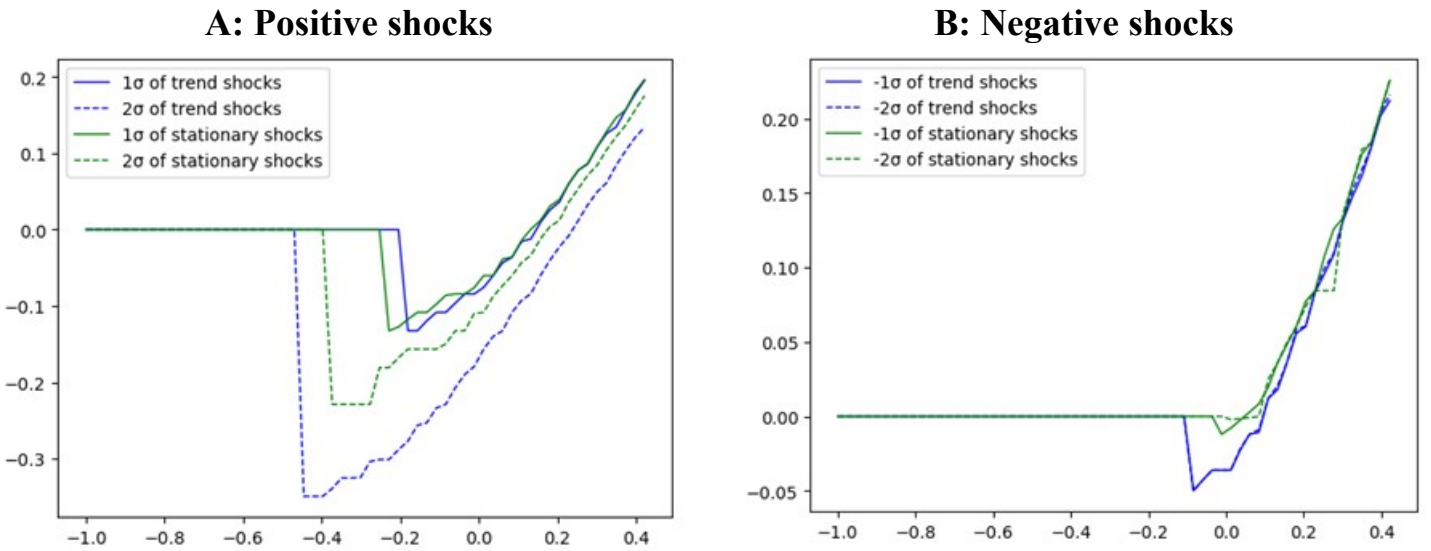 A: Positive shocks
1σ of trend shocks
2σ of trend shocks
1σ of stationary shocks
2σ of stationary shocks
0.2
0.1
0.0
−0.1
−0.2
−0.3
−1.0 −0.8 −0.6 −0.4 −0.2 0.0 0.2 0.4
B: Negative shocks
-1σ of trend shocks
-2σ of trend shocks
-1σ of stationary shocks
-2σ of stationary shocks
0.20
0.15
0.10
0.05
0.00
−0.05
−1.0 −0.8 −0.6 −0.4 −0.2 0.0 0.2 0.4